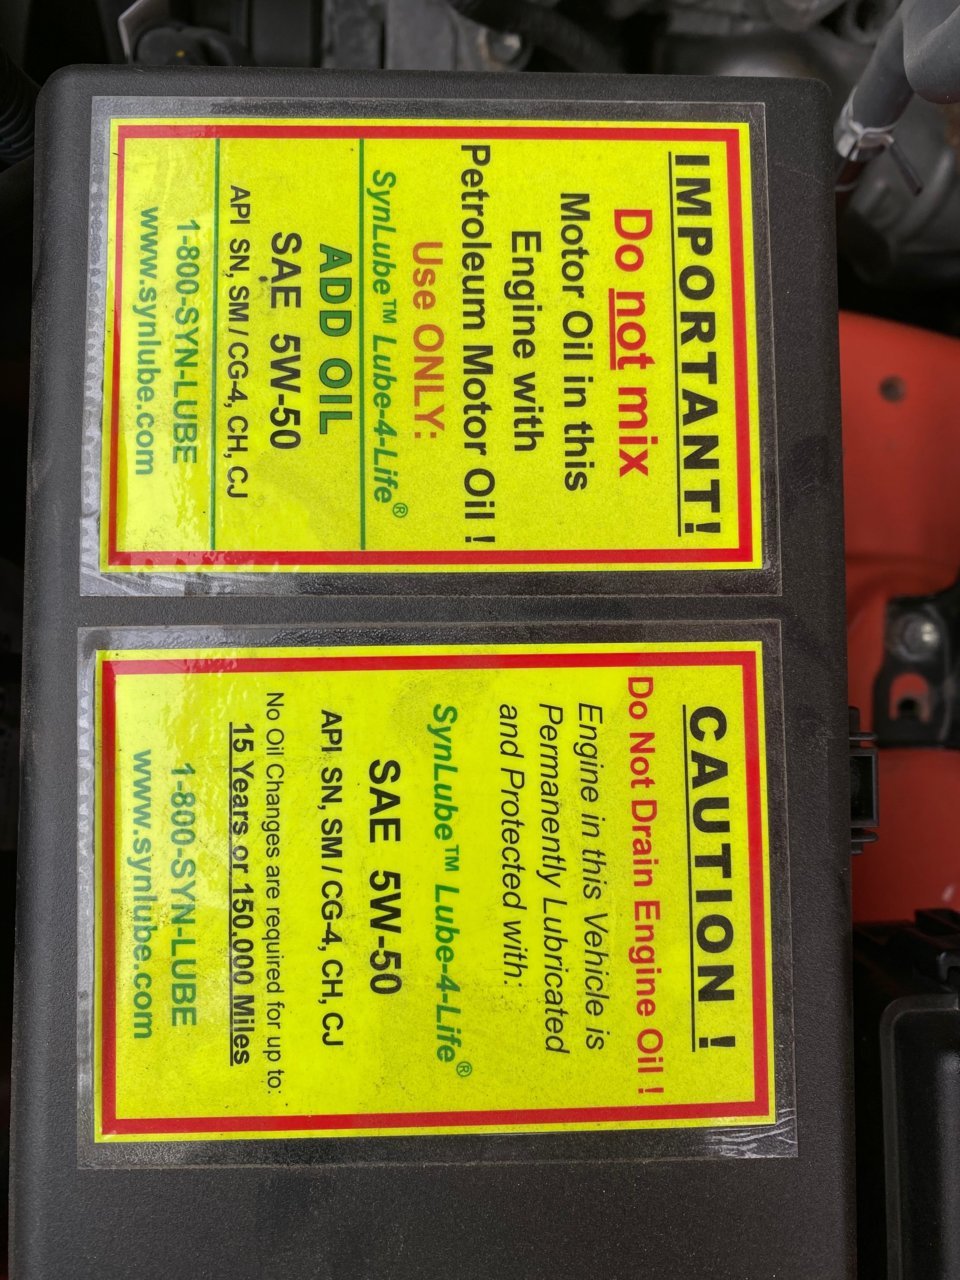 IMPORTANT!
Do not mix
Motor Oil in this
Engine with
Petroleum Motor Oil !
Use ONLY:
SynLube™ Lube-4-Life®
ADD OIL
SAE 5W-50
API SN, SM / CG-4, CH, CJ
1-800-SYN-LUBE
www.synlube.com
CAUTION !
Do Not Drain Engine Oil !
Engine in this Vehicle is
Permanently Lubricated
and Protected with:
SynLube™ Lube-4-Life®
SAE 5W-50
API SN, SM / CG-4, CH, CJ
No Oil Changes are required for up to:
15 Years or 150,000 Miles
1-800-SYN-LUBE
www.synlube.com